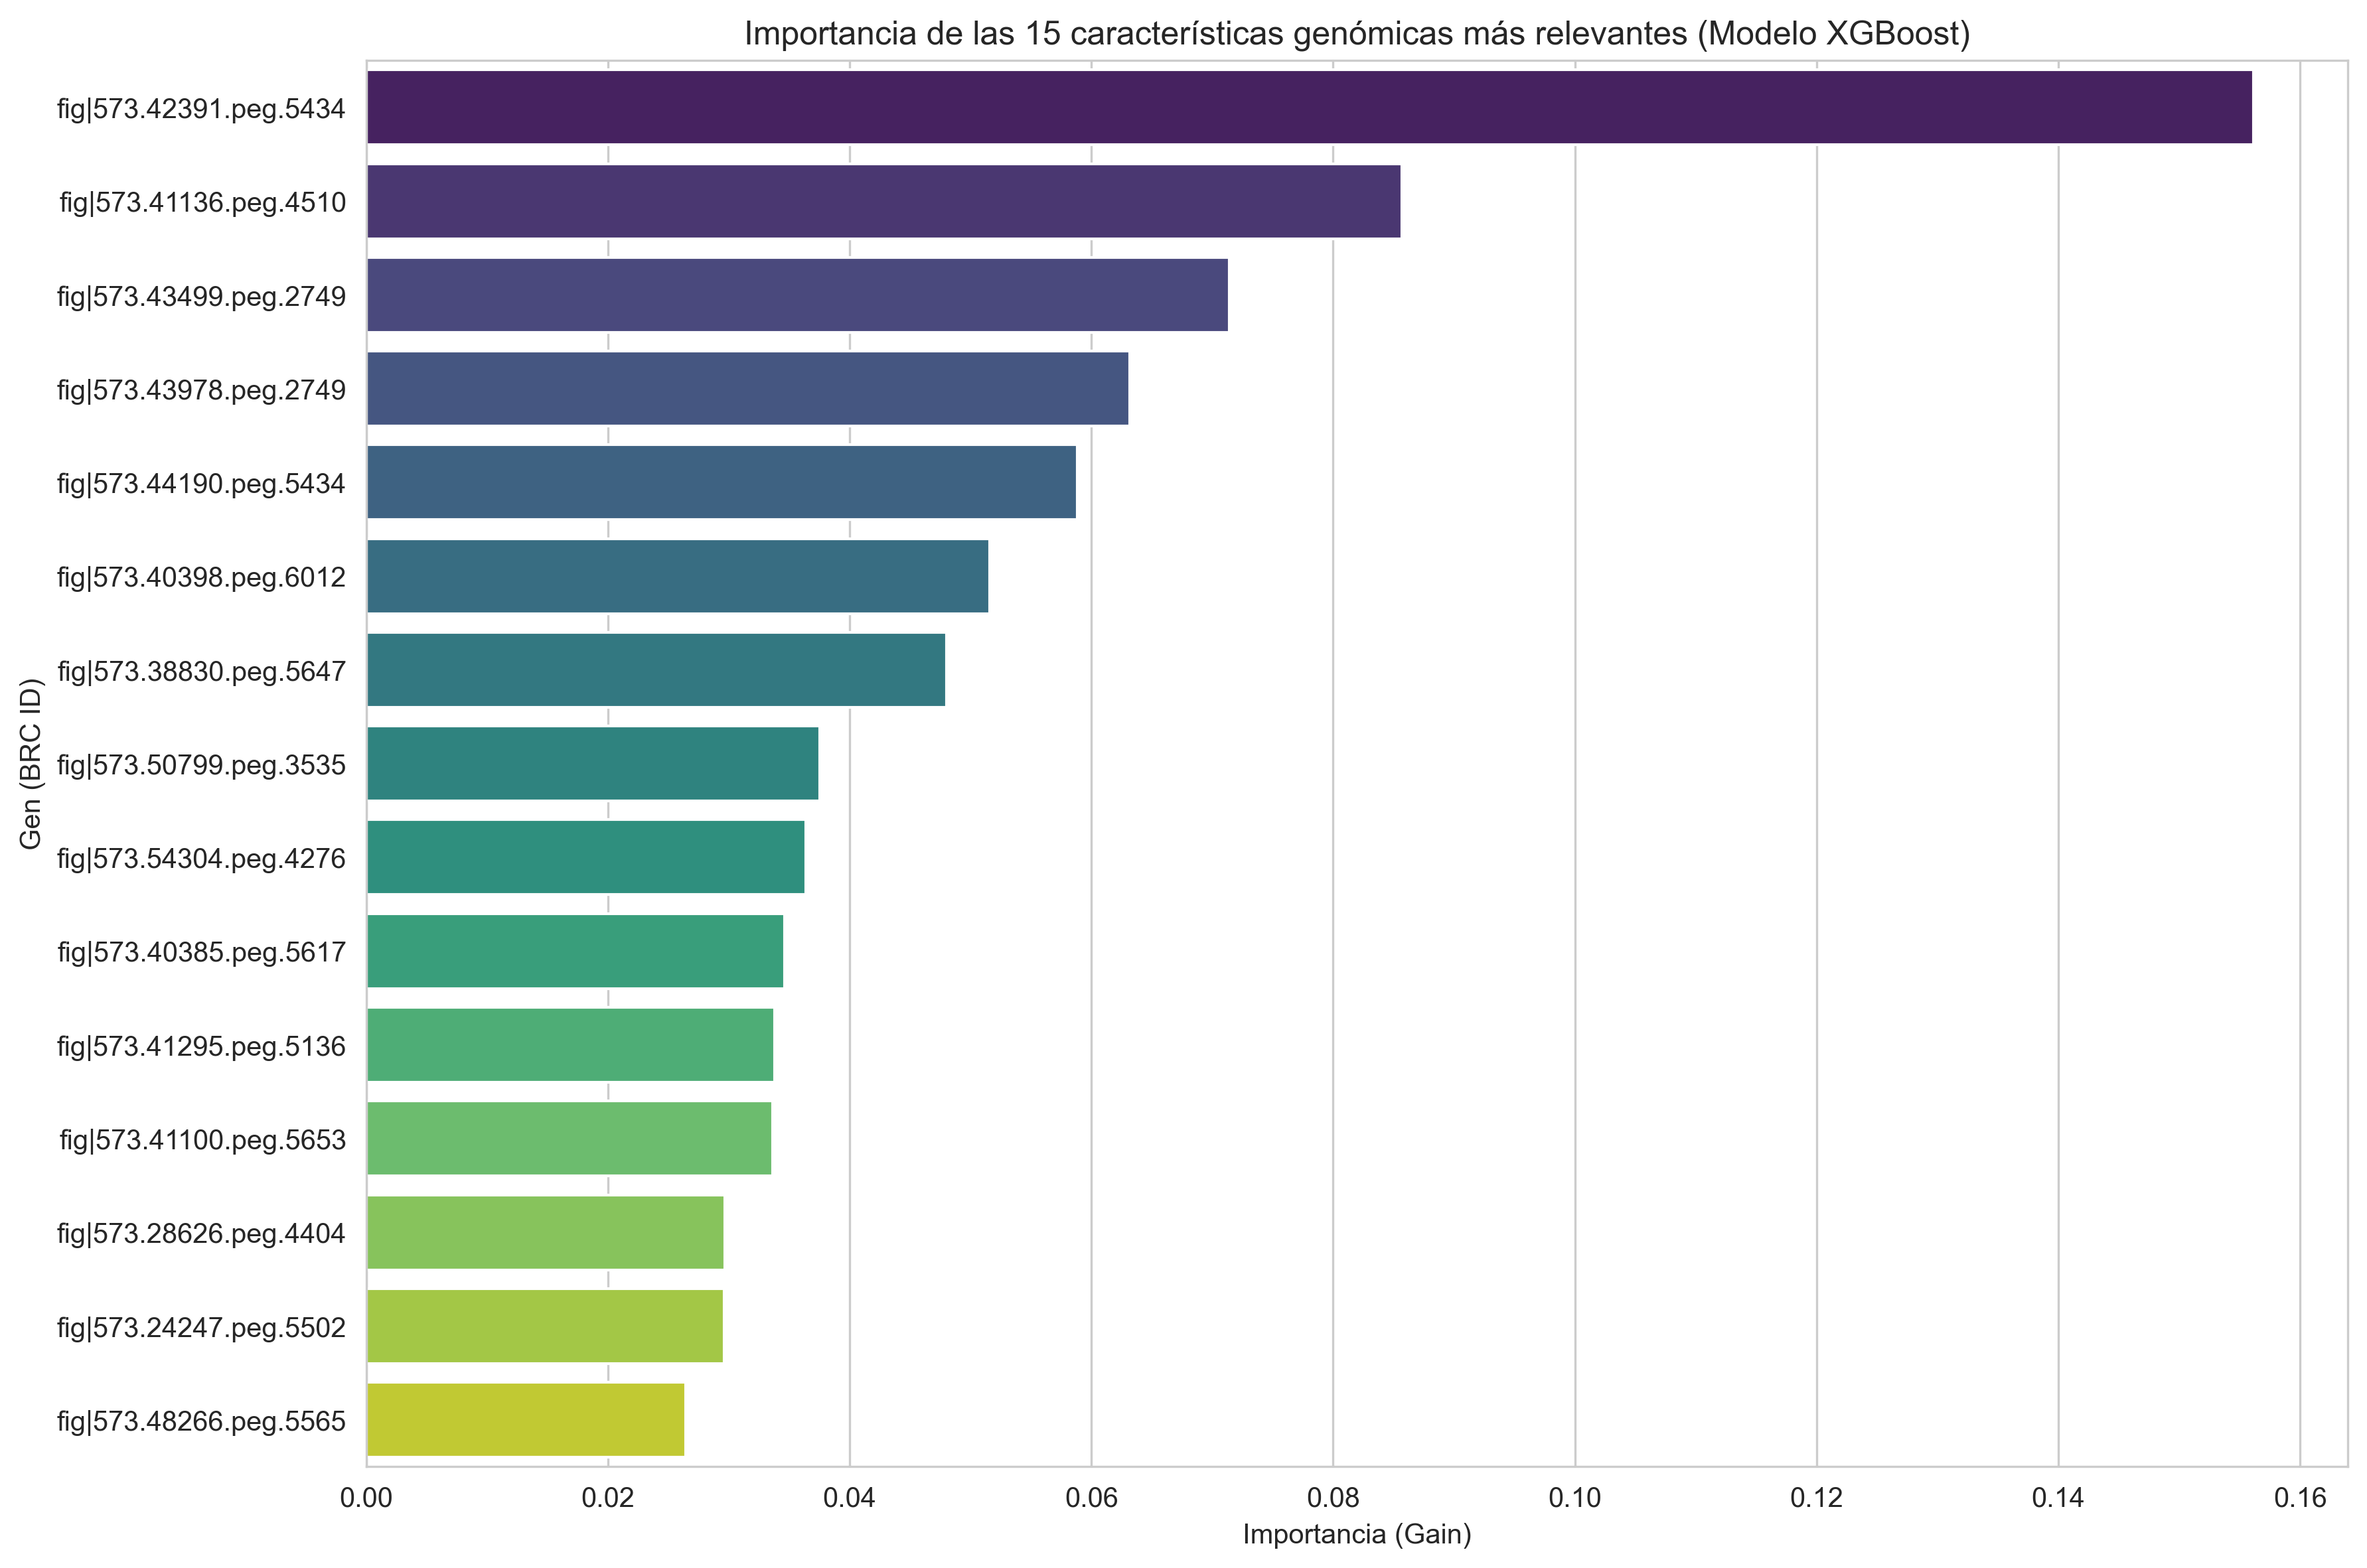 Importancia de las 15 características genómicas más relevantes (Modelo XGBoost)
Gen (BRC ID)
fig|573.42391.peg.5434
fig|573.41136.peg.4510
fig|573.43499.peg.2749
fig|573.43978.peg.2749
fig|573.44190.peg.5434
fig|573.40398.peg.6012
fig|573.38830.peg.5647
fig|573.50799.peg.3535
fig|573.54304.peg.4276
fig|573.40385.peg.5617
fig|573.41295.peg.5136
fig|573.41100.peg.5653
fig|573.28626.peg.4404
fig|573.24247.peg.5502
fig|573.48266.peg.5565
0.00 0.02 0.04 0.06 0.08 0.10 0.12 0.14 0.16
Importancia (Gain)